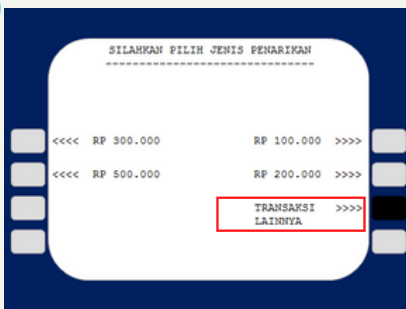 SILAHKAN PILIH JENIS PENARIKAN
-------------------------------
<<<< RP 300.000 RP 100.000 >>>>
<<<< RP 500.000 RP 200.000 >>>>
TRANSAKSI >>>>
LAINNYA